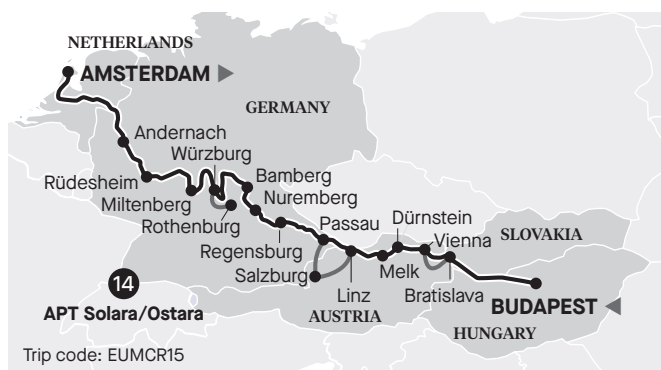 NETHERLANDS
AMSTERDAM
GERMANY
Andernach
Würzburg
Bamberg
Rüdesheim
Nuremberg
Miltenberg
Rothenburg
Passau
Dürnstein
Regensburg
Vienna
SLOVAKIA
Salzburg
Melk
14
Linz
Bratislava
APT Solara/Ostara
AUSTRIA
BUDAPEST
HUNGARY
Trip code: EUMCR15